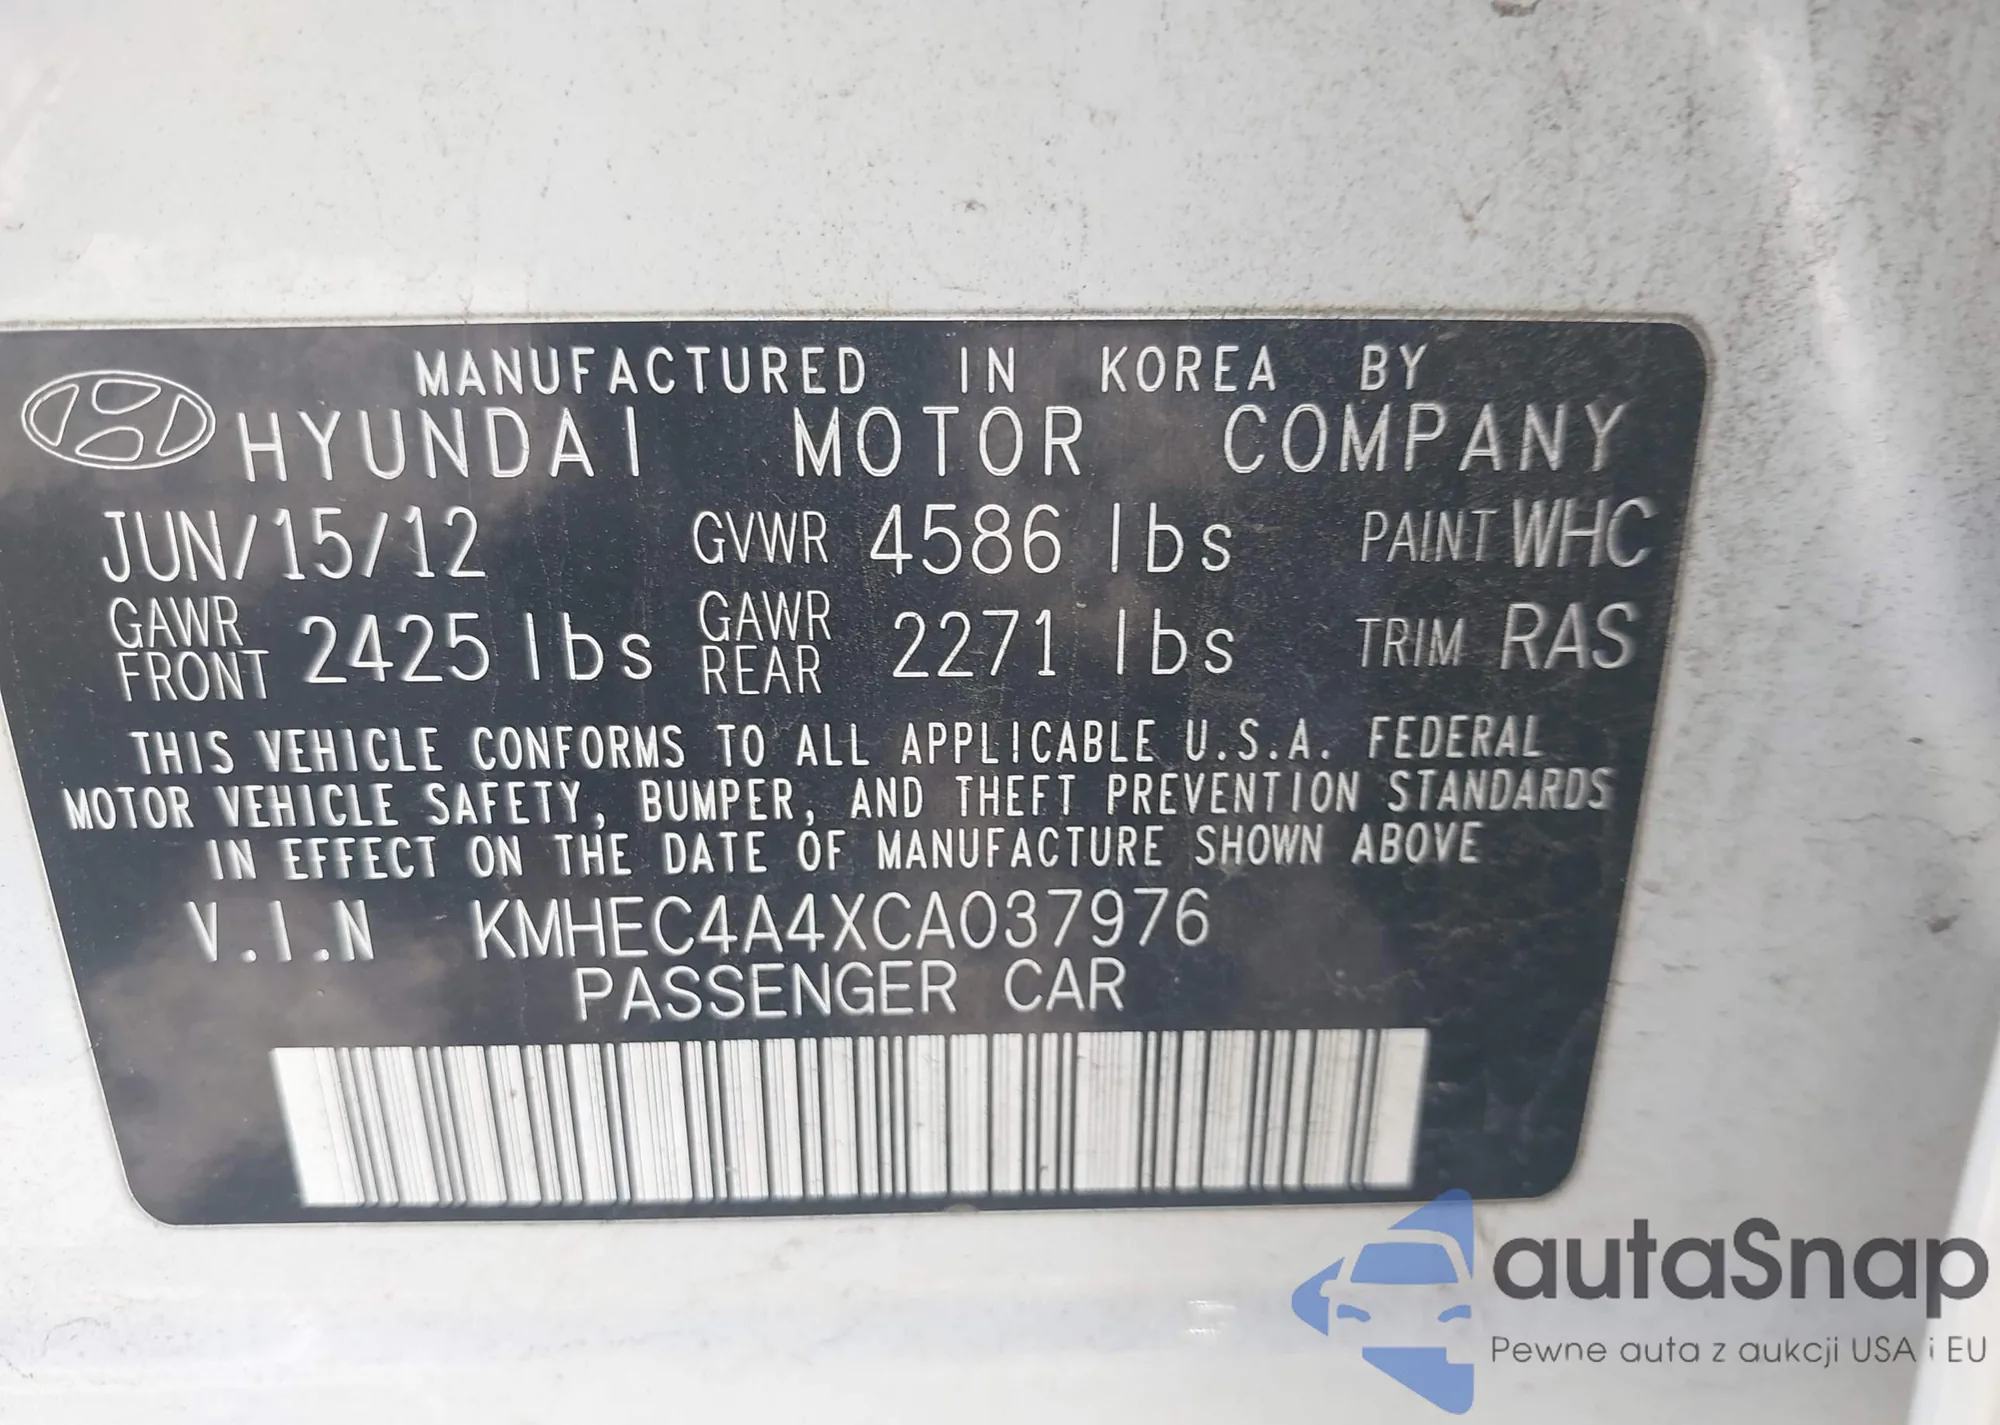 MANUFACTURED IN KOREA BY
HYUNDAI MOTOR COMPANY
JUN/15/12 GVWR 4586 lbs PAINT WHC
GAWR FRONT 2425 lbs GAWR REAR 2271 lbs TRIM RAS
THIS VEHICLE CONFORMS TO ALL APPLICABLE U.S.A. FEDERAL
MOTOR VEHICLE SAFETY, BUMPER, AND THEFT PREVENTION STANDARDS
IN EFFECT ON THE DATE OF MANUFACTURE SHOWN ABOVE
V.I.N KMHEC4A4XCA037976
PASSENGER CAR
autaSnap
Pewne auta z aukcji USA i EU